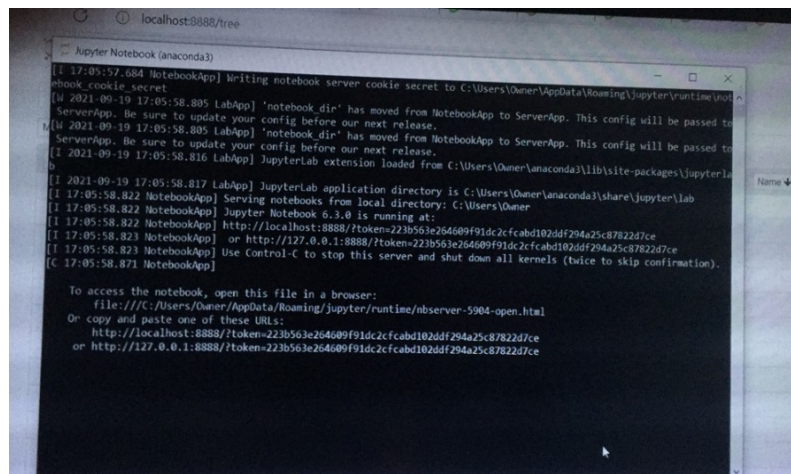 localhost:8888/tree
Jupyter Notebook (anaconda3)
[I 17:05:57.684 NotebookApp] Writing notebook server cookie secret to C:\Users\Owner\AppData\Roaming\jupyter\runtime\not
ebook_cookie_secret
[W 2021-09-19 17:05:58.805 LabApp] 'notebook_dir' has moved from NotebookApp to ServerApp. This config will be passed to
ServerApp. Be sure to update your config before our next release.
[W 2021-09-19 17:05:58.805 LabApp] 'notebook_dir' has moved from NotebookApp to ServerApp. This config will be passed to
ServerApp. Be sure to update your config before our next release.
[I 2021-09-19 17:05:58.816 LabApp] JupyterLab extension loaded from C:\Users\Owner\anaconda3\lib\site-packages\jupyterla
b
[I 2021-09-19 17:05:58.817 LabApp] JupyterLab application directory is C:\Users\Owner\anaconda3\share\jupyter\lab
[I 17:05:58.822 NotebookApp] Serving notebooks from local directory: C:\Users\Owner
[I 17:05:58.822 NotebookApp] Jupyter Notebook 6.3.0 is running at:
[I 17:05:58.822 NotebookApp] http://localhost:8888/?token=223b563e264609f91dc2cfcabd102ddf294a25c87822d7ce
[I 17:05:58.823 NotebookApp]  or http://127.0.0.1:8888/?token=223b563e264609f91dc2cfcabd102ddf294a25c87822d7ce
[I 17:05:58.823 NotebookApp] Use Control-C to stop this server and shut down all kernels (twice to skip confirmation).
[C 17:05:58.871 NotebookApp]
To access the notebook, open this file in a browser:
file:///C:/Users/Owner/AppData/Roaming/jupyter/runtime/nbserver-5904-open.html
Or copy and paste one of these URLs:
http://localhost:8888/?token=223b563e264609f91dc2cfcabd102ddf294a25c87822d7ce
or http://127.0.0.1:8888/?token=223b563e264609f91dc2cfcabd102ddf294a25c87822d7ce
Name